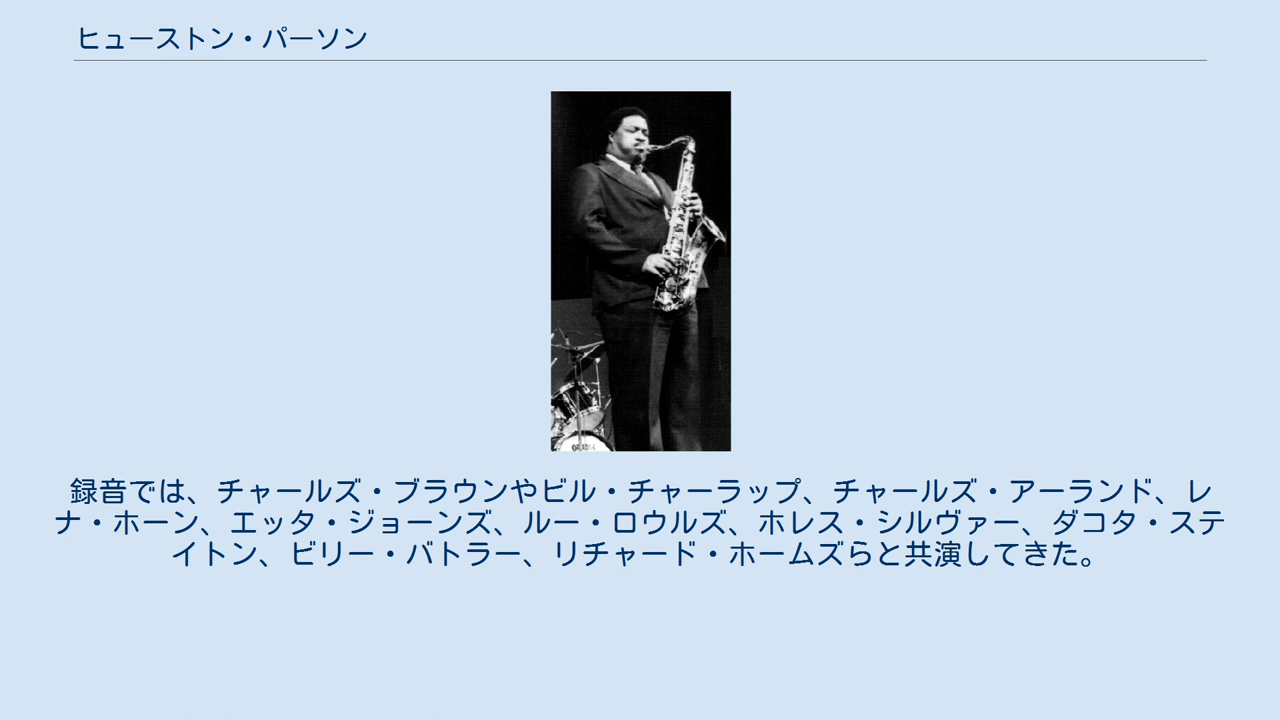 ヒューストン・パーソン
録音では、チャールズ・ブラウンやビル・チャーラップ、チャールズ・アーランド、レ
ナ・ホーン、エッタ・ジョーンズ、ルー・ロウルズ、ホレス・シルヴァー、ダコタ・ステ
イトン、ビリー・バトラー、リチャード・ホームズらと共演してきた。